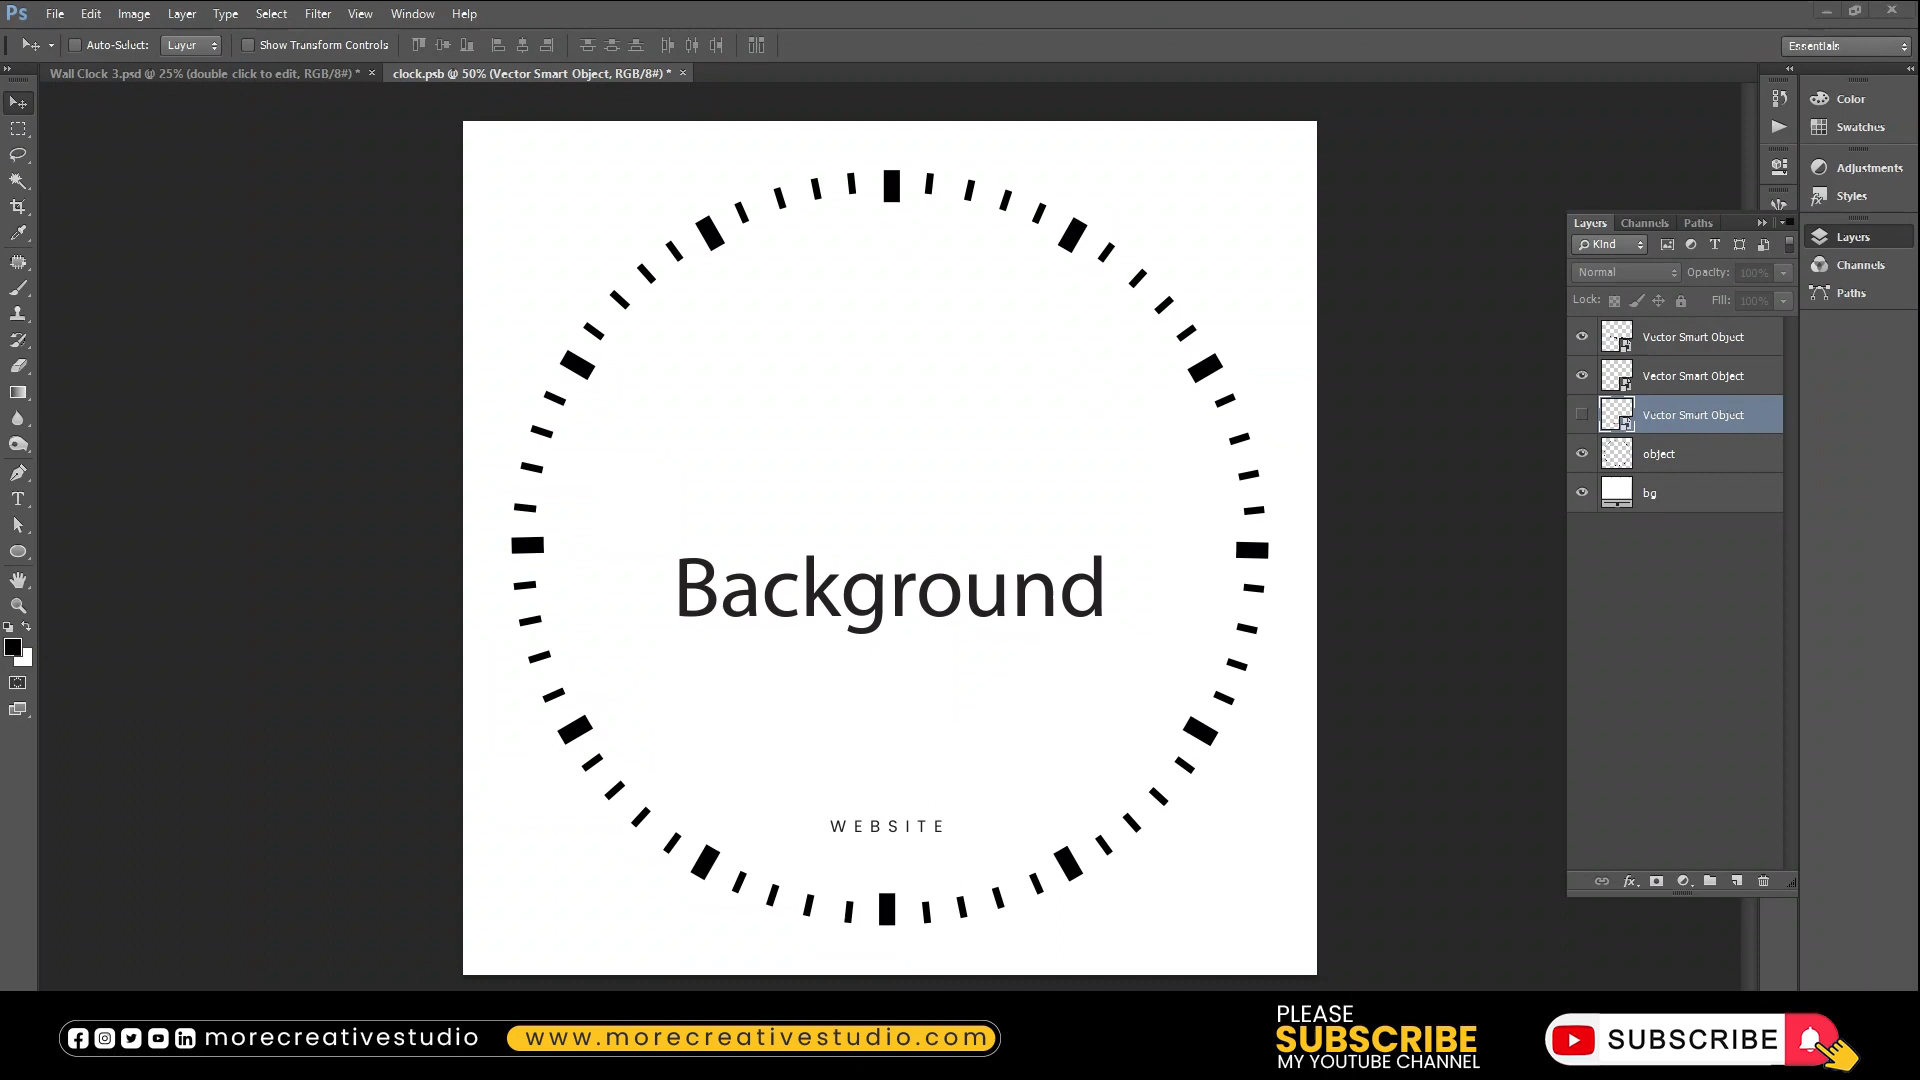 Ps File Edit Image Layer Type Select Filter View Window Help
Auto-Select: Layer Show Transform Controls Essentials
Wall Clock 3.psd @ 25% (double click to edit, RGB/8#) * × clock.psb @ 50% (Vector Smart Object, RGB/8#) * ×
Color
Swatches
Adjustments
Styles
Layers
Channels
Paths
Layers Channels Paths
Kind
Normal Opacity: 100%
Lock: Fill: 100%
Vector Smart Object
Vector Smart Object
Vector Smart Object
object
bg
Background
WEBSITE
morecreativestudio
www.morecreativestudio.com
PLEASE
SUBSCRIBE
MY YOUTUBE CHANNEL
SUBSCRIBE